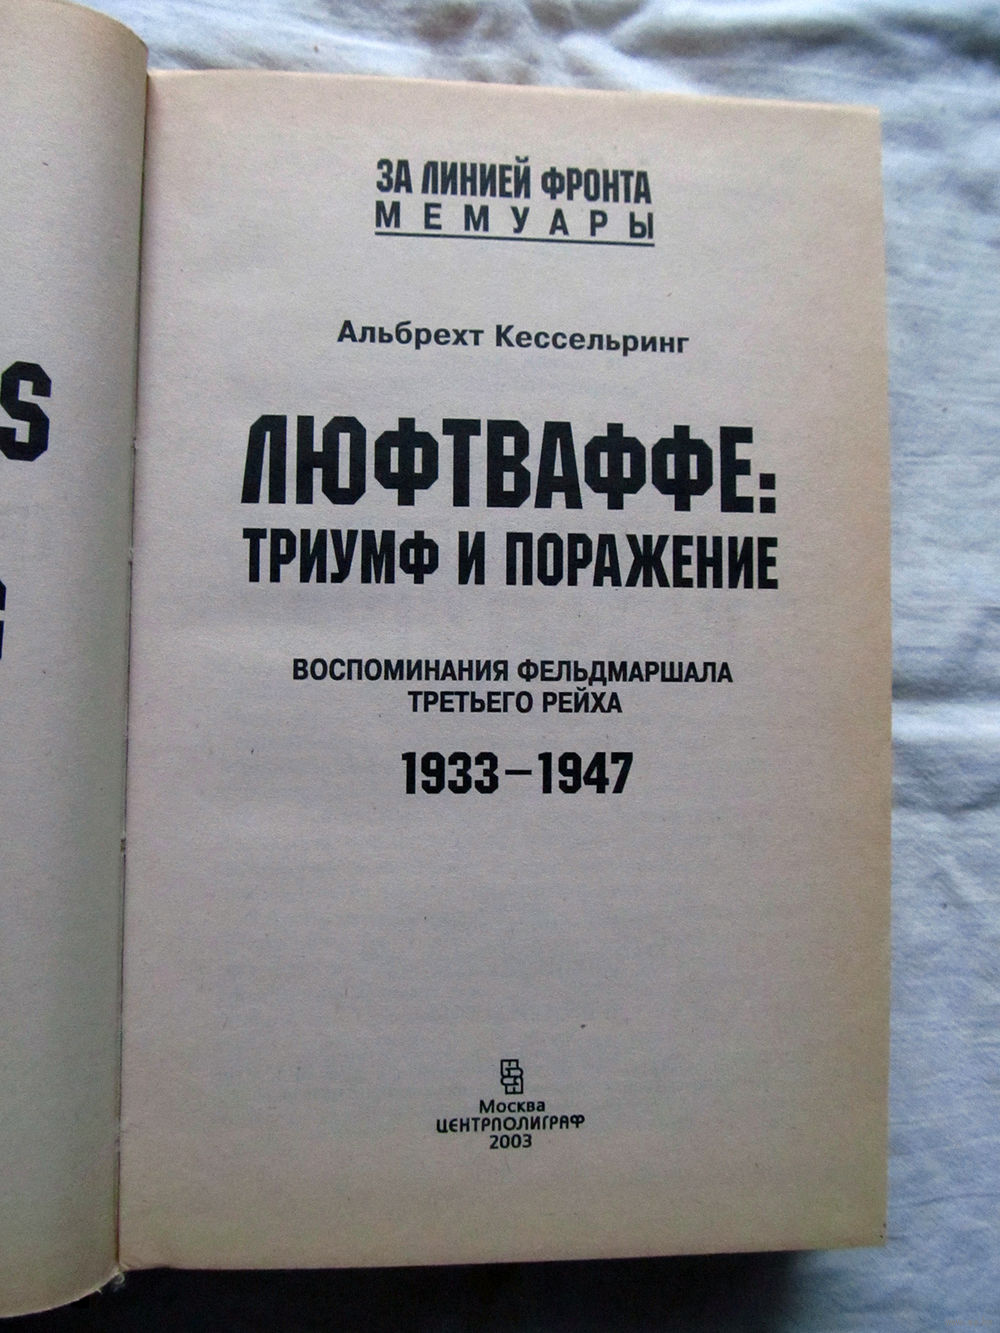 S
G
ЗА ЛИНИЕЙ ФРОНТА
МЕМУАРЫ
Альбрехт Кессельринг
ЛЮФТВАФФЕ:
ТРИУМФ И ПОРАЖЕНИЕ
ВОСПОМИНАНИЯ ФЕЛЬДМАРШАЛА
ТРЕТЬЕГО РЕЙХА
1933–1947
Москва
ЦЕНТРПОЛИГРАФ
2003